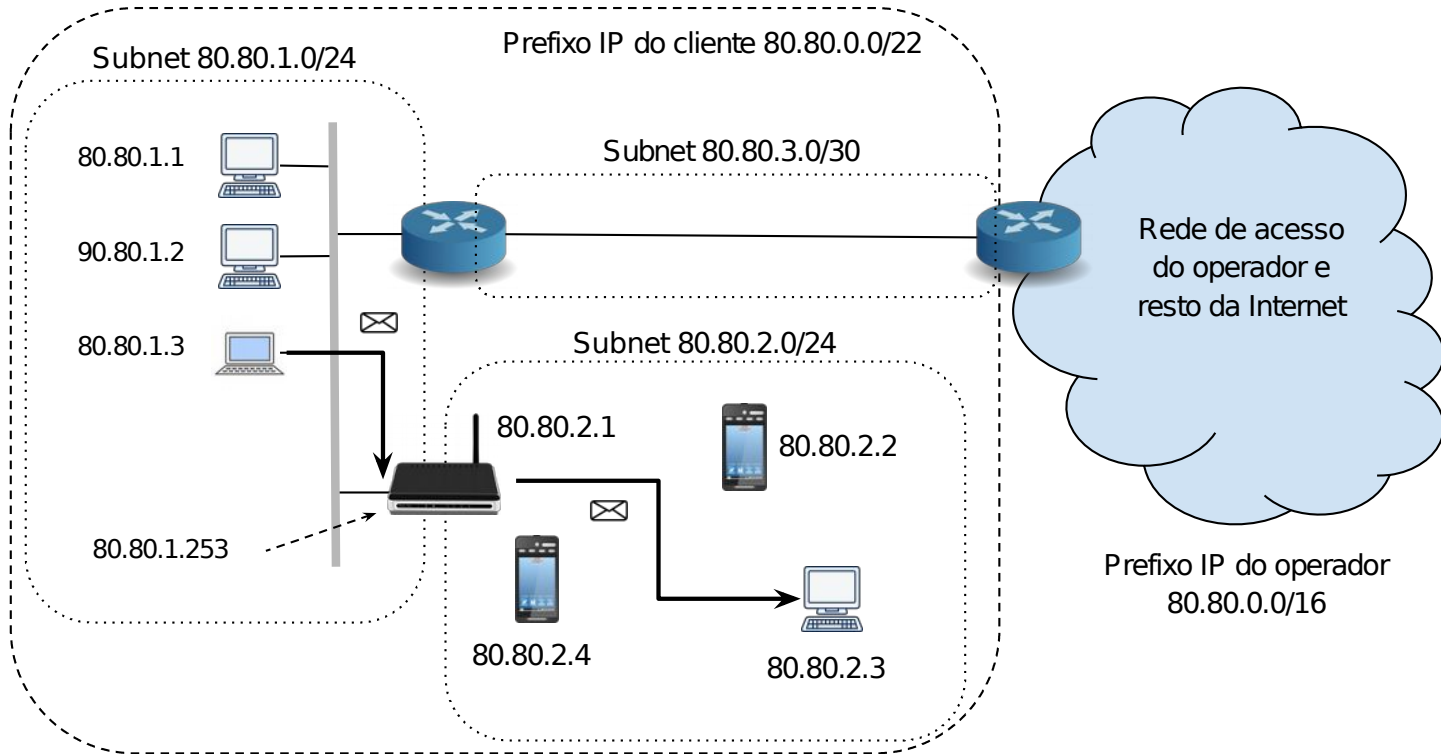 Prefixo IP do cliente 80.80.0.0/22
Subnet 80.80.1.0/24
80.80.1.1
90.80.1.2
80.80.1.3
80.80.1.253
Subnet 80.80.3.0/30
Subnet 80.80.2.0/24
80.80.2.1
80.80.2.2
80.80.2.4
80.80.2.3
Rede de acesso
do operador e
resto da Internet
Prefixo IP do operador
80.80.0.0/16